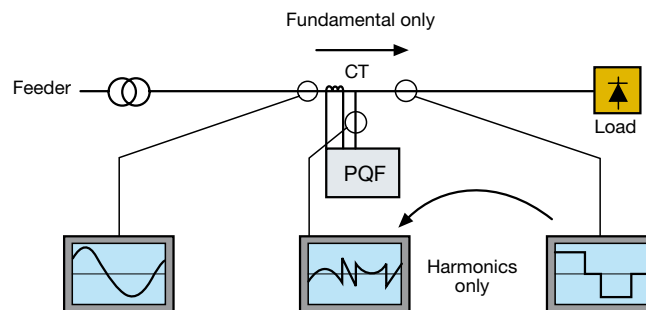 Fundamental only
CT
Feeder
Load
PQF
Harmonics
only